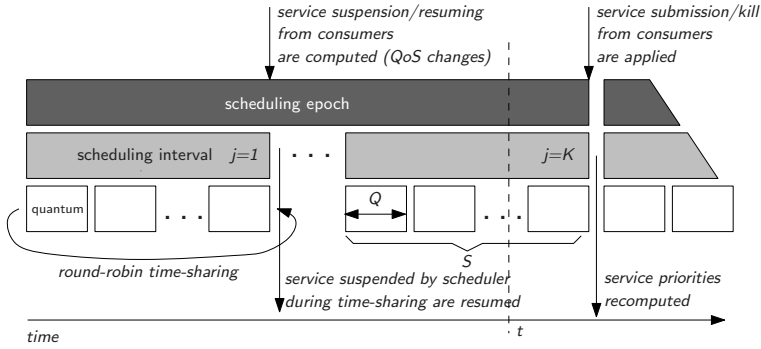 service suspension/resuming
from consumers
are computed (QoS changes)
service submission/kill
from consumers
are applied
scheduling epoch
scheduling interval j=1
. . .
j=K
quantum
. . .
Q
. . .
round-robin time-sharing
S
service suspended by scheduler
during time-sharing are resumed
service priorities
recomputed
time
t